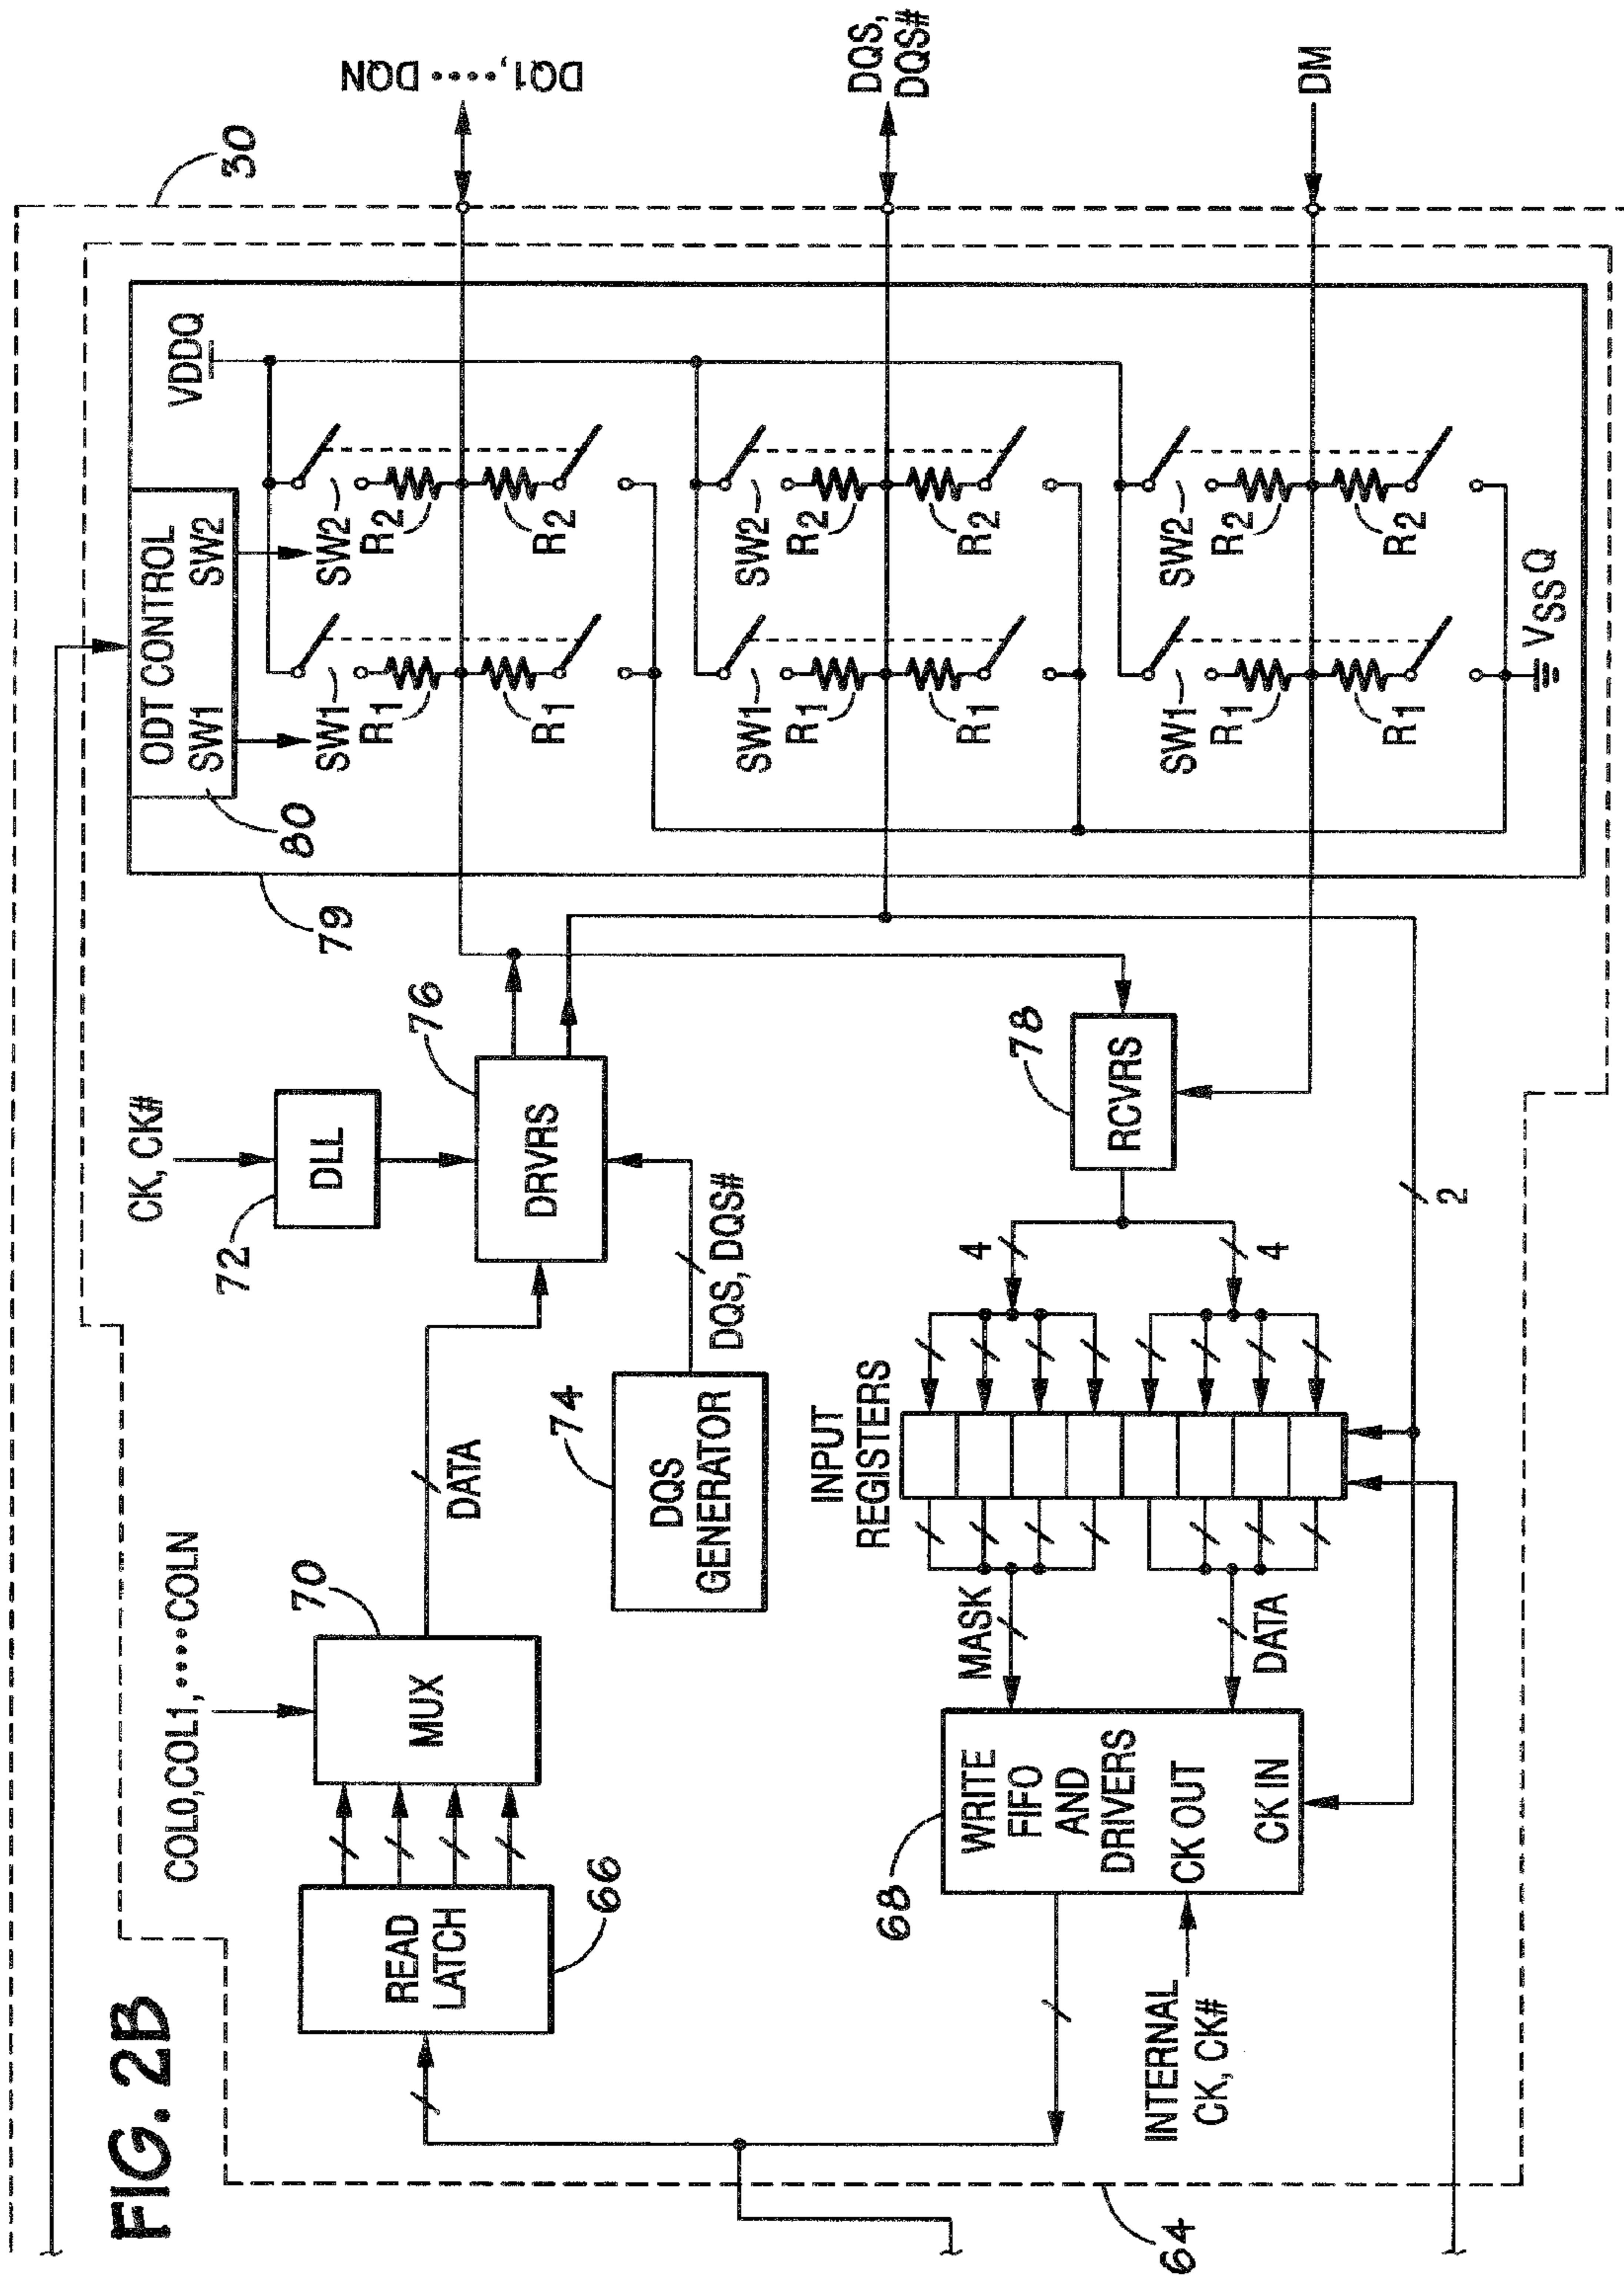 FIG. 2B
COL0,COL1,••••COLN
CK, CK#
70
72
76
READ
LATCH
66
MUX
DATA
DLL
DRVRS
74
DQS
GENERATOR
DQS, DQS#
79
80
ODT CONTROL
SW1 SW2
VDDQ
30
SW1 SW2
R1 R2
R1 R2
DQ1,••••DQN
SW1 SW2
R1 R2
R1 R2
DQS,
DQS#
SW1 SW2
R1 R2
R1 R2
DM
VSSQ
INPUT
REGISTERS
78
RCVRS
4
4
2
68
WRITE
FIFO
AND
DRIVERS
CK OUT
CK IN
MASK
DATA
INTERNAL
CK, CK#
64